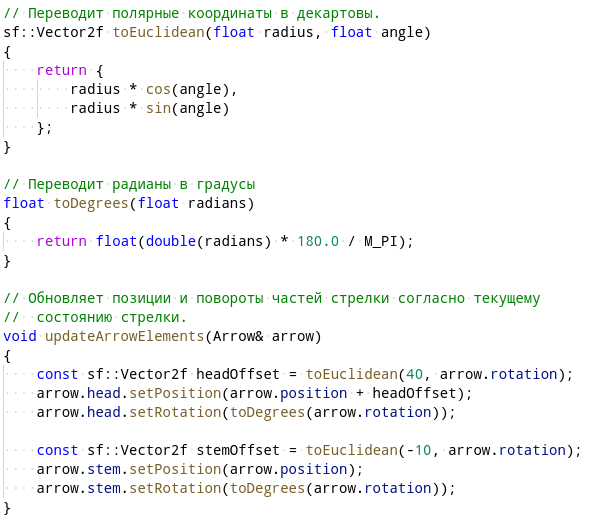 // Переводит полярные координаты в декартовы.
sf::Vector2f toEuclidean(float radius, float angle)
{
    return {
        radius * cos(angle),
        radius * sin(angle)
    };
}

// Переводит радианы в градусы
float toDegrees(float radians)
{
    return float(double(radians) * 180.0 / M_PI);
}

// Обновляет позиции и повороты частей стрелки согласно текущему
//  состоянию стрелки.
void updateArrowElements(Arrow& arrow)
{
    const sf::Vector2f headOffset = toEuclidean(40, arrow.rotation);
    arrow.head.setPosition(arrow.position + headOffset);
    arrow.head.setRotation(toDegrees(arrow.rotation));

    const sf::Vector2f stemOffset = toEuclidean(-10, arrow.rotation);
    arrow.stem.setPosition(arrow.position);
    arrow.stem.setRotation(toDegrees(arrow.rotation));
}